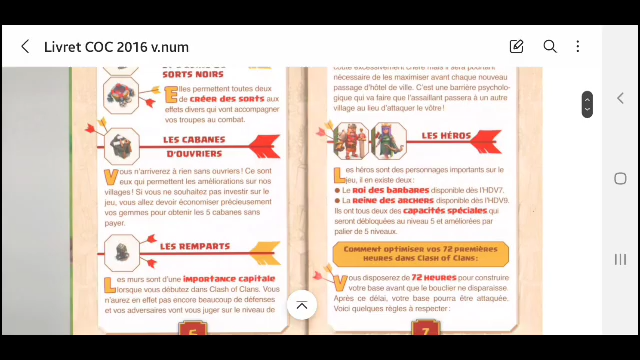 Livret COC 2016 v.num
SORTS NOIRS
Elles permettent toutes deux
de créer des sorts aux
effets divers qui vont accompagner
vos troupes au combat.
LES CABANES
D'OUVRIERS
Vous n'arriverez à rien sans ouvriers! Ce sont
eux qui permettent les améliorations sur nos
villages! Si vous ne souhaitez pas investir sur le
jeu, vous allez devoir économiser précieusement
vos gemmes pour obtenir les 5 cabanes sans
payer.
LES REMPARTS
Les murs sont d'une importance capitale
lorsque vous débutez dans Clash of Clans. Vous
n'aurez en effet pas encore beaucoup de défenses
et vos adversaires vont vous juger sur le niveau de
nécessaire de les maximiser avant chaque nouveau
passage d'hôtel de ville. C'est une barrière psycholo-
gique qui va faire que l'assaillant passera à un autre
village au lieu d'attaquer le vôtre!
LES HÉROS
Les héros sont des personnages importants sur le
jeu, il en existe deux:
● Le roi des barbares disponible dès l'HDV7.
● La reine des archers disponible dès l'HDV9.
Ils ont tous deux des capacités spéciales qui
seront débloquées au niveau 5 et améliorées par
palier de 5 niveaux.
Comment optimiser vos 72 premières
heures dans Clash of Clans:
Vous disposerez de 72 heures pour construire
votre base avant que le bouclier ne disparaisse.
Après ce délai, votre base pourra être attaquée.
Voici quelques règles à respecter:
7